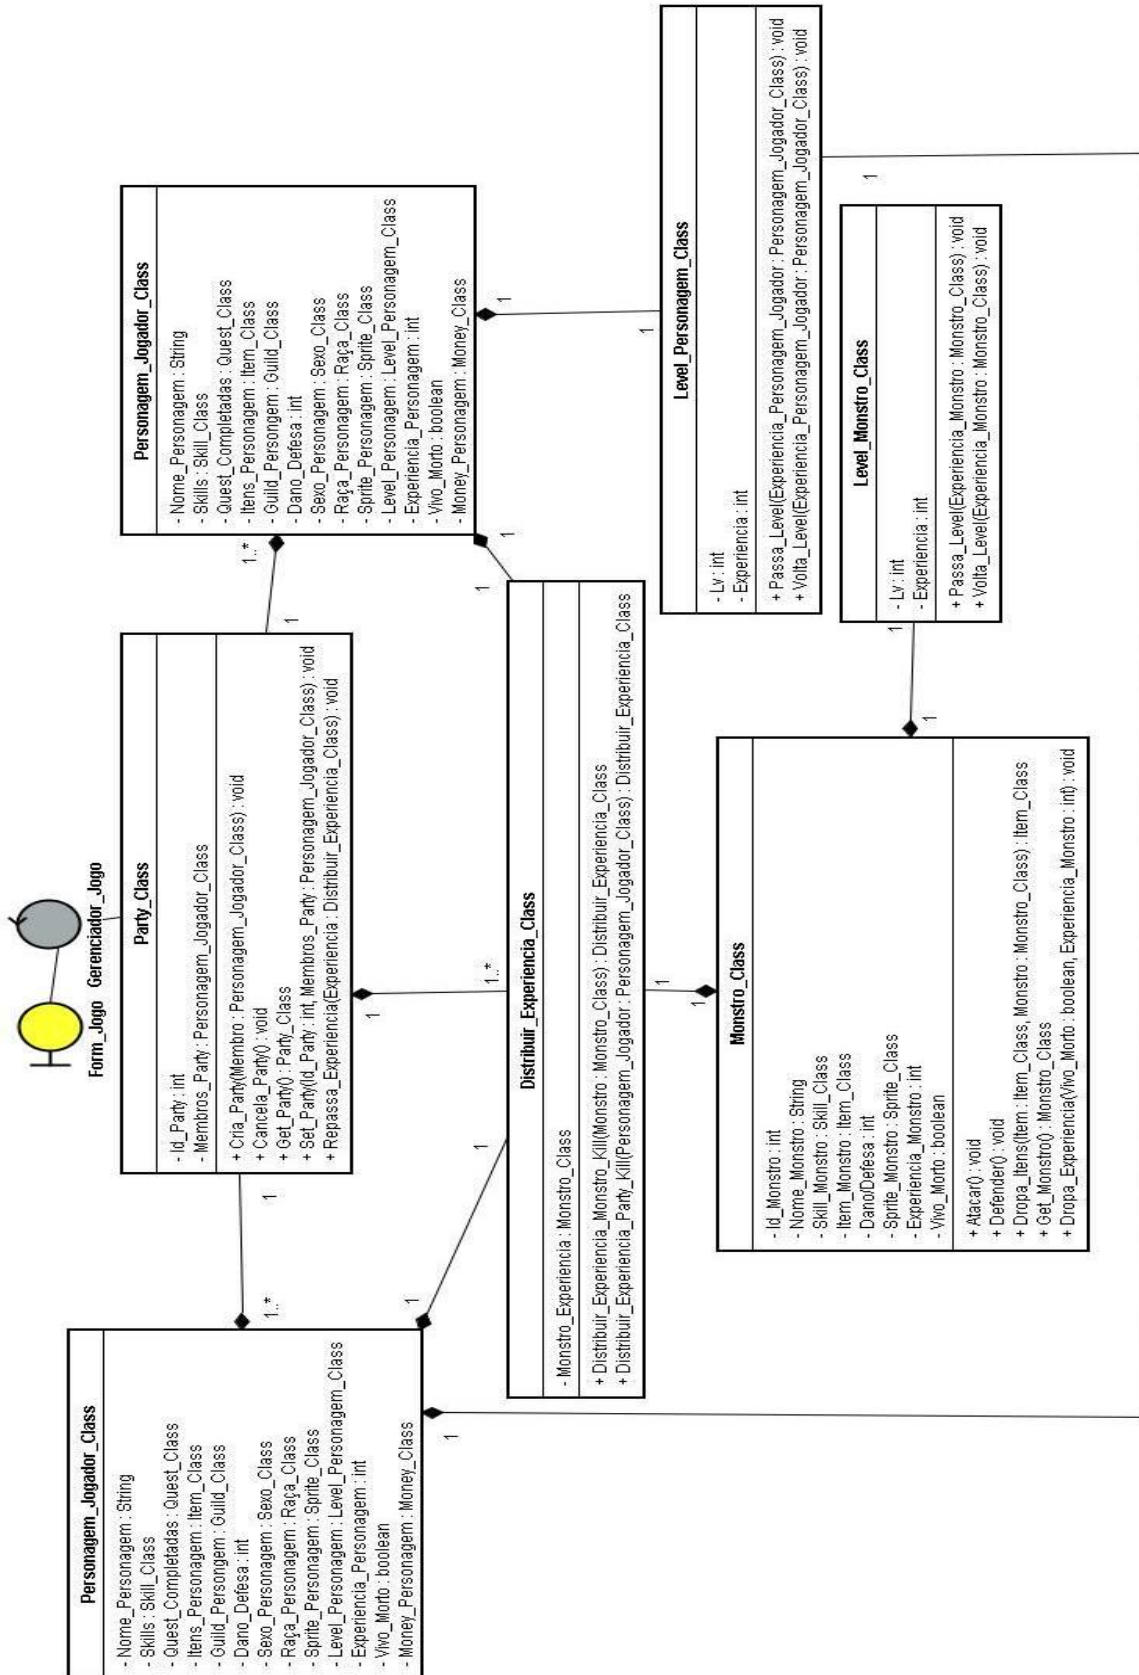 Form_Jogo
Gerenciador_Jogo
Personagem_Jogador_Class
- Nome_Personagem : String
- Skills : Skill_Class
- Quest_Completadas : Quest_Class
- Itens_Personagem : Item_Class
- Guild_Persongem : Guild_Class
- Dano_Defesa : int
- Sexo_Personagem : Sexo_Class
- Raça_Personagem : Raça_Class
- Sprite_Personagem : Sprite_Class
- Level_Personagem : Level_Personagem_Class
- Experiencia_Personagem : int
- Vivo_Morto : boolean
- Money_Personagem : Money_Class
1..*
1
Party_Class
- Id_Party : int
- Membros_Party : Personagem_Jogador_Class
+ Cria_Party(Membro : Personagem_Jogador_Class) : void
+ Cancela_Party() : void
+ Get_Party() : Party_Class
+ Set_Party(Id_Party : int, Membros_Party : Personagem_Jogador_Class) : void
+ Repassa_Experiencia(Experiencia : Distribuir_Experiencia_Class) : void
1
1..*
Personagem_Jogador_Class
- Nome_Personagem : String
- Skills : Skill_Class
- Quest_Completadas : Quest_Class
- Itens_Personagem : Item_Class
- Guild_Persongem : Guild_Class
- Dano_Defesa : int
- Sexo_Personagem : Sexo_Class
- Raça_Personagem : Raça_Class
- Sprite_Personagem : Sprite_Class
- Level_Personagem : Level_Personagem_Class
- Experiencia_Personagem : int
- Vivo_Morto : boolean
- Money_Personagem : Money_Class
1
1
1
1..*
1
1
1
1
Distribuir_Experiencia_Class
- Monstro_Experiencia : Monstro_Class
+ Distribuir_Experiencia_Monstro_Kill(Monstro : Monstro_Class) : Distribuir_Experiencia_Class
+ Distribuir_Experiencia_Party_Kill(Personagem_Jogador : Personagem_Jogador_Class) : Distribuir_Experiencia_Class
1
1
1
1
Level_Personagem_Class
- Lv : int
- Experiencia : int
+ Passa_Level(Experiencia_Personagem_Jogador : Personagem_Jogador_Class) : void
+ Volta_Level(Experiencia_Personagem_Jogador : Personagem_Jogador_Class) : void
1
Monstro_Class
- Id_Monstro : int
- Nome_Monstro : String
- Skill_Monstro : Skill_Class
- Item_Monstro : Item_Class
- Dano/Defesa : int
- Sprite_Monstro : Sprite_Class
- Experiencia_Monstro : int
- Vivo_Morto : boolean
+ Atacar() : void
+ Defender() : void
+ Dropa_Itens(Item : Item_Class, Monstro : Monstro_Class) : Item_Class
+ Get_Monstro() : Monstro_Class
+ Dropa_Experiencia(Vivo_Morto : boolean, Experiencia_Monstro : int) : void
1
1
Level_Monstro_Class
- Lv : int
- Experiencia : int
+ Passa_Level(Experiencia_Monstro : Monstro_Class) : void
+ Volta_Level(Experiencia_Monstro : Monstro_Class) : void